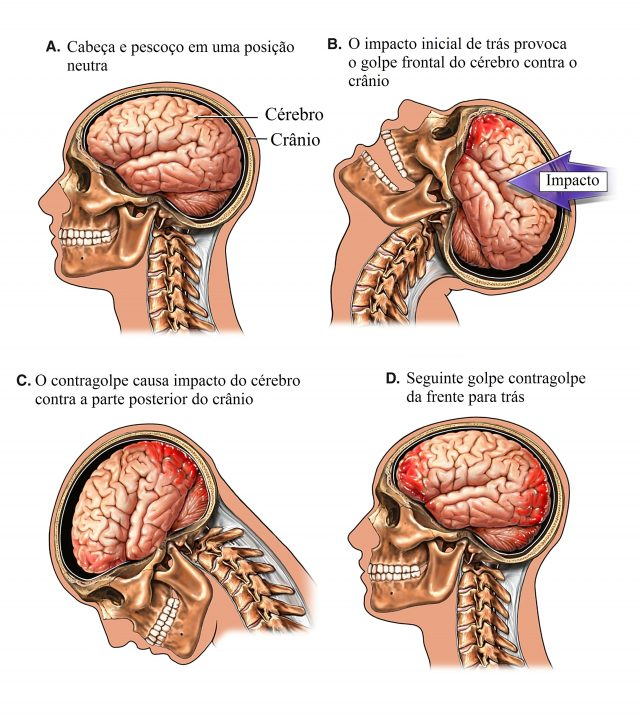 A. Cabeça e pescoço em uma posição
neutra
B. O impacto inicial de trás provoca
o golpe frontal do cérebro contra o
crânio
Cérebro
Crânio
Impacto
C. O contragolpe causa impacto do cérebro
contra a parte posterior do crânio
D. Seguinte golpe contragolpe
da frente para trás